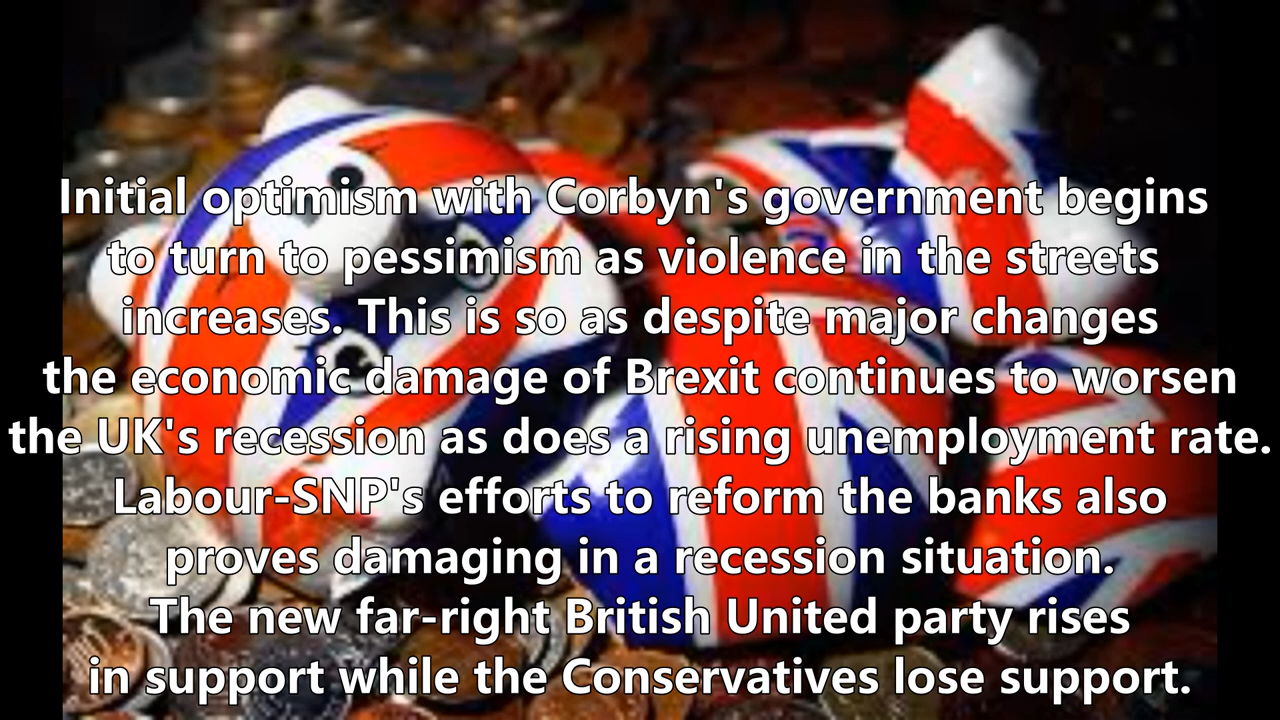 Initial optimism with Corbyn's government begins
to turn to pessimism as violence in the streets
increases. This is so as despite major changes
the economic damage of Brexit continues to worsen
the UK's recession as does a rising unemployment rate.
Labour-SNP's efforts to reform the banks also
proves damaging in a recession situation.
The new far-right British United party rises
in support while the Conservatives lose support.